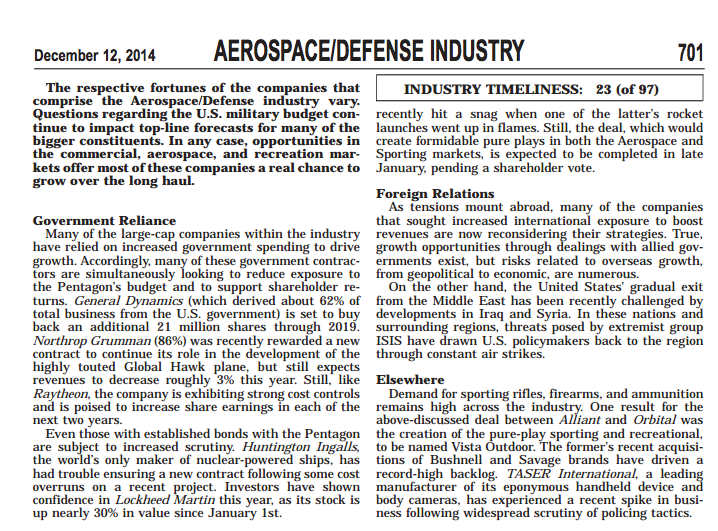 December 12, 2014
AEROSPACE/DEFENSE INDUSTRY
701
The respective fortunes of the companies that
comprise the Aerospace/Defense industry vary.
Questions regarding the U.S. military budget con-
tinue to impact top-line forecasts for many of the
bigger constituents. In any case, opportunities in
the commercial, aerospace, and recreation mar-
kets offer most of these companies a real chance to
grow over the long haul.
Government Reliance
Many of the large-cap companies within the industry
have relied on increased government spending to drive
growth. Accordingly, many of these government contrac-
tors are simultaneously looking to reduce exposure to
the Pentagon's budget and to support shareholder re-
turns. General Dynamics (which derived about 62% of
total business from the U.S. government) is set to buy
back an additional 21 million shares through 2019.
Northrop Grumman (86%) was recently rewarded a new
contract to continue its role in the development of the
highly touted Global Hawk plane, but still expects
revenues to decrease roughly 3% this year. Still, like
Raytheon, the company is exhibiting strong cost controls
and is poised to increase share earnings in each of the
next two years.
Even those with established bonds with the Pentagon
are subject to increased scrutiny. Huntington Ingalls,
the world's only maker of nuclear-powered ships, has
had trouble ensuring a new contract following some cost
overruns on a recent project. Investors have shown
confidence in Lockheed Martin this year, as its stock is
up nearly 30% in value since January 1st.
INDUSTRY TIMELINESS: 23 (of 97)
recently hit a snag when one of the latter's rocket
launches went up in flames. Still, the deal, which would
create formidable pure plays in both the Aerospace and
Sporting markets, is expected to be completed in late
January, pending a shareholder vote.
Foreign Relations
As tensions mount abroad, many of the companies
that sought increased international exposure to boost
revenues are now reconsidering their strategies. True,
growth opportunities through dealings with allied gov-
ernments exist, but risks related to overseas growth,
from geopolitical to economic, are numerous.
On the other hand, the United States' gradual exit
from the Middle East has been recently challenged by
developments in Iraq and Syria. In these nations and
surrounding regions, threats posed by extremist group
ISIS have drawn U.S. policymakers back to the region
through constant air strikes.
Elsewhere
Demand for sporting rifles, firearms, and ammunition
remains high across the industry. One result for the
above-discussed deal between Alliant and Orbital was
the creation of the pure-play sporting and recreational,
to be named Vista Outdoor. The former's recent acquisi-
tions of Bushnell and Savage brands have driven a
record-high backlog. TASER International, a leading
manufacturer of its eponymous handheld device and
body cameras, has experienced a recent spike in busi-
ness following widespread scrutiny of policing tactics.